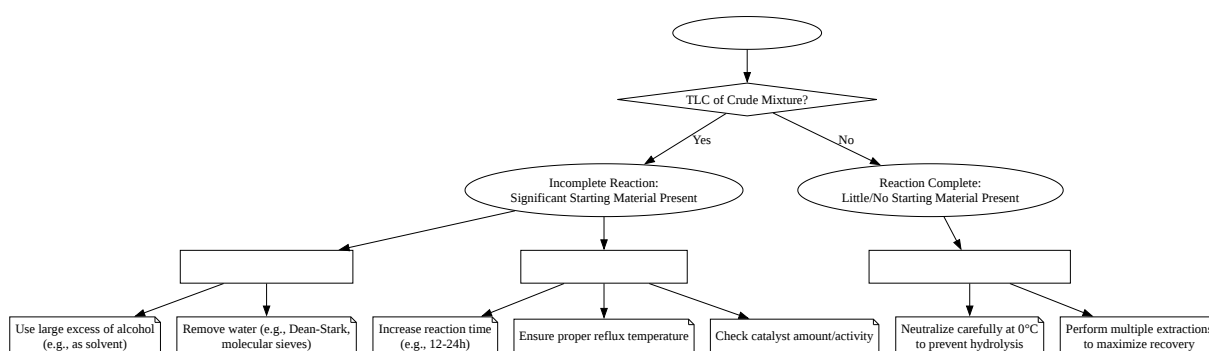 TLC of Crude Mixture?
Yes
No
Incomplete Reaction:
Significant Starting Material Present
Reaction Complete:
Little/No Starting Material Present
Use large excess of alcohol
(e.g., as solvent)
Remove water (e.g., Dean-Stark,
molecular sieves)
Increase reaction time
(e.g., 12-24h)
Ensure proper reflux temperature
Check catalyst amount/activity
Neutralize carefully at 0°C
to prevent hydrolysis
Perform multiple extractions
to maximize recovery